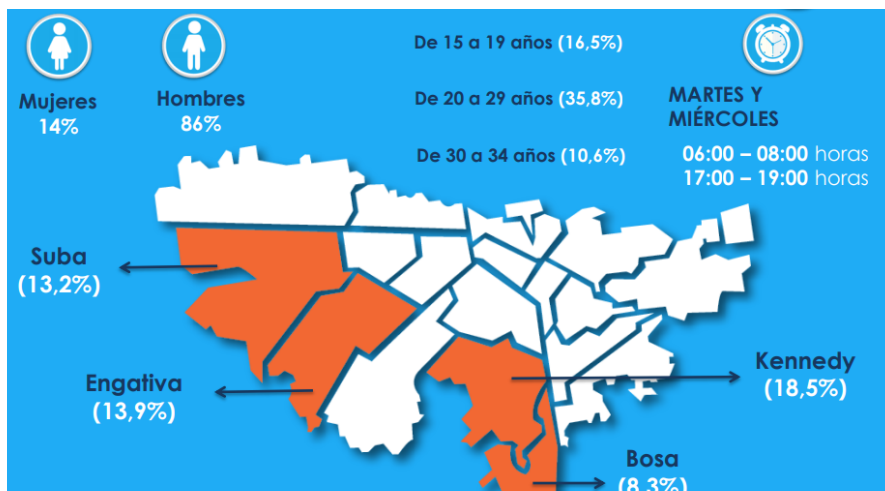 Mujeres
14%
Hombres
86%
De 15 a 19 años (16,5%)
De 20 a 29 años (35,8%)
De 30 a 34 años (10,6%)
MARTES Y
MIÉRCOLES
06:00 – 08:00 horas
17:00 – 19:00 horas
Suba
(13,2%)
Engativa
(13,9%)
Kennedy
(18,5%)
Bosa
(8,3%)